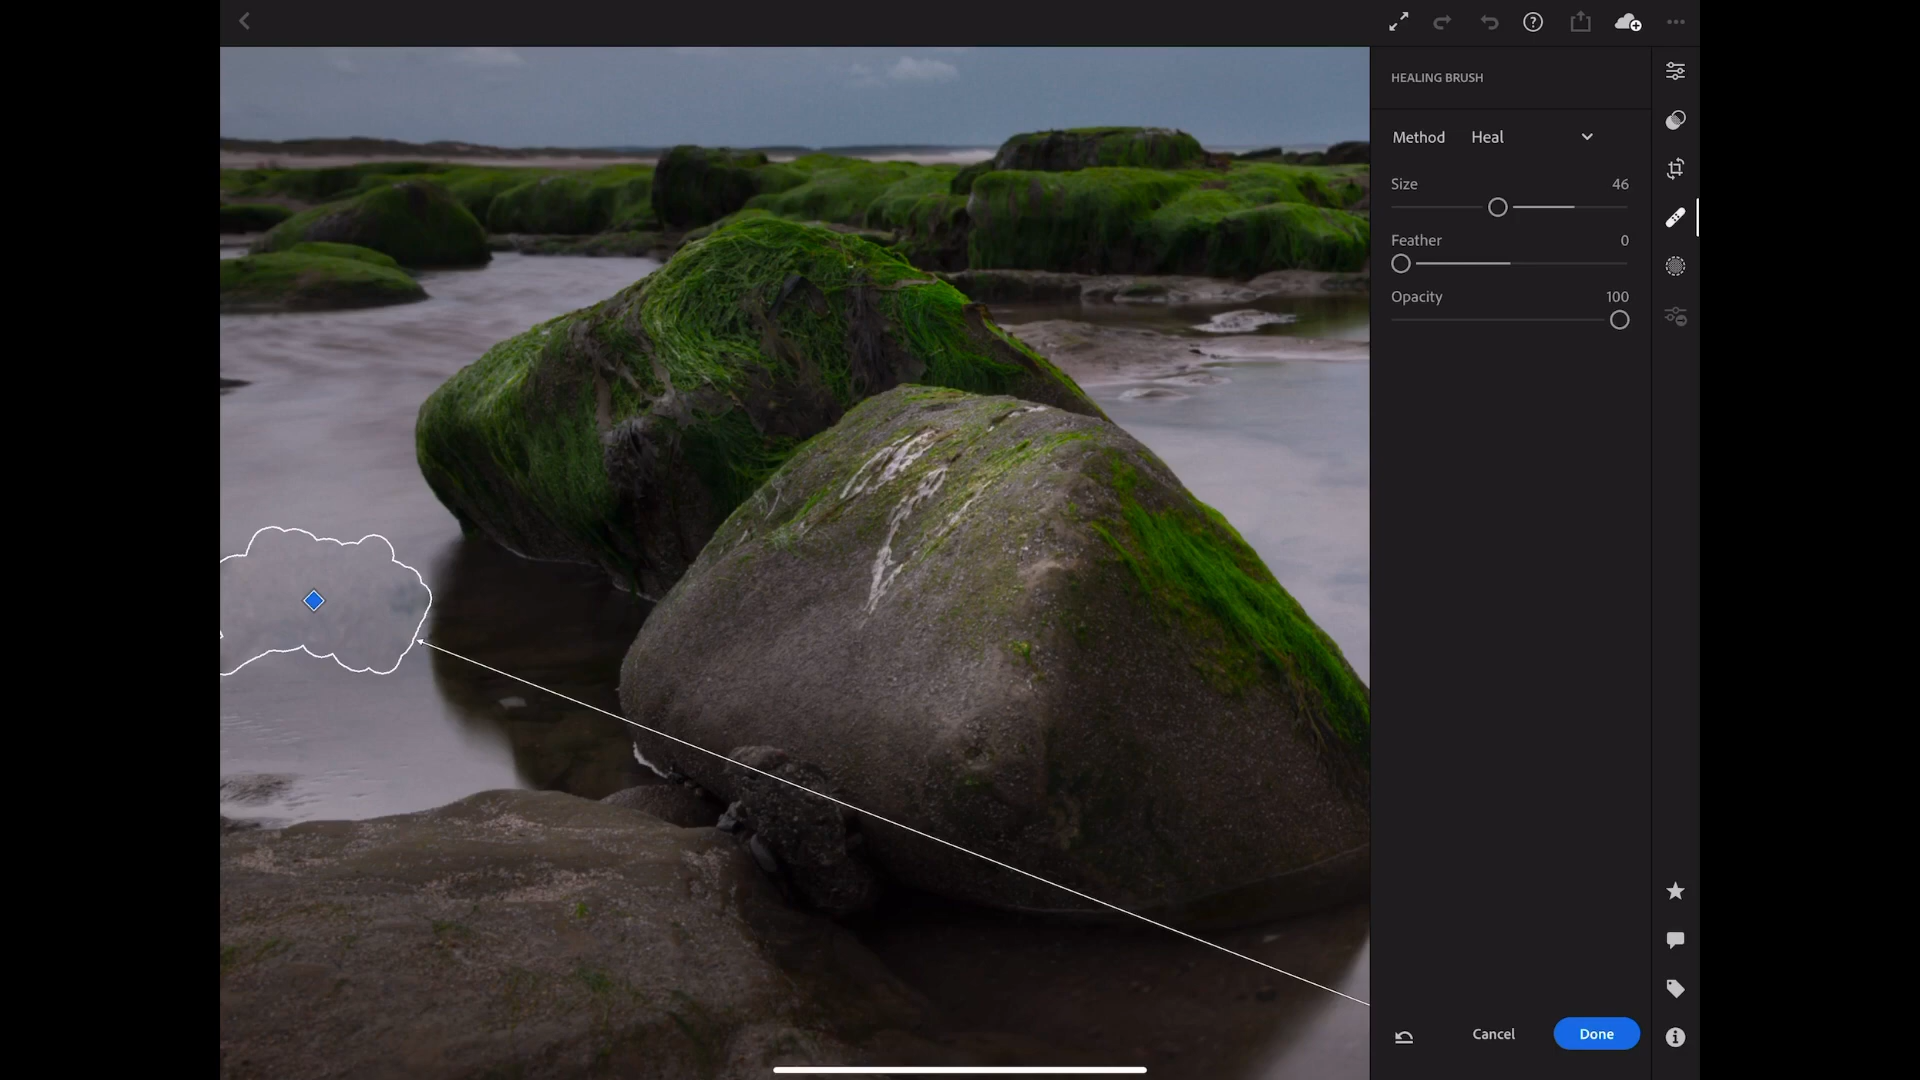 HEALING BRUSH
Method Heal
Size 46
Feather 0
Opacity 100
Cancel Done